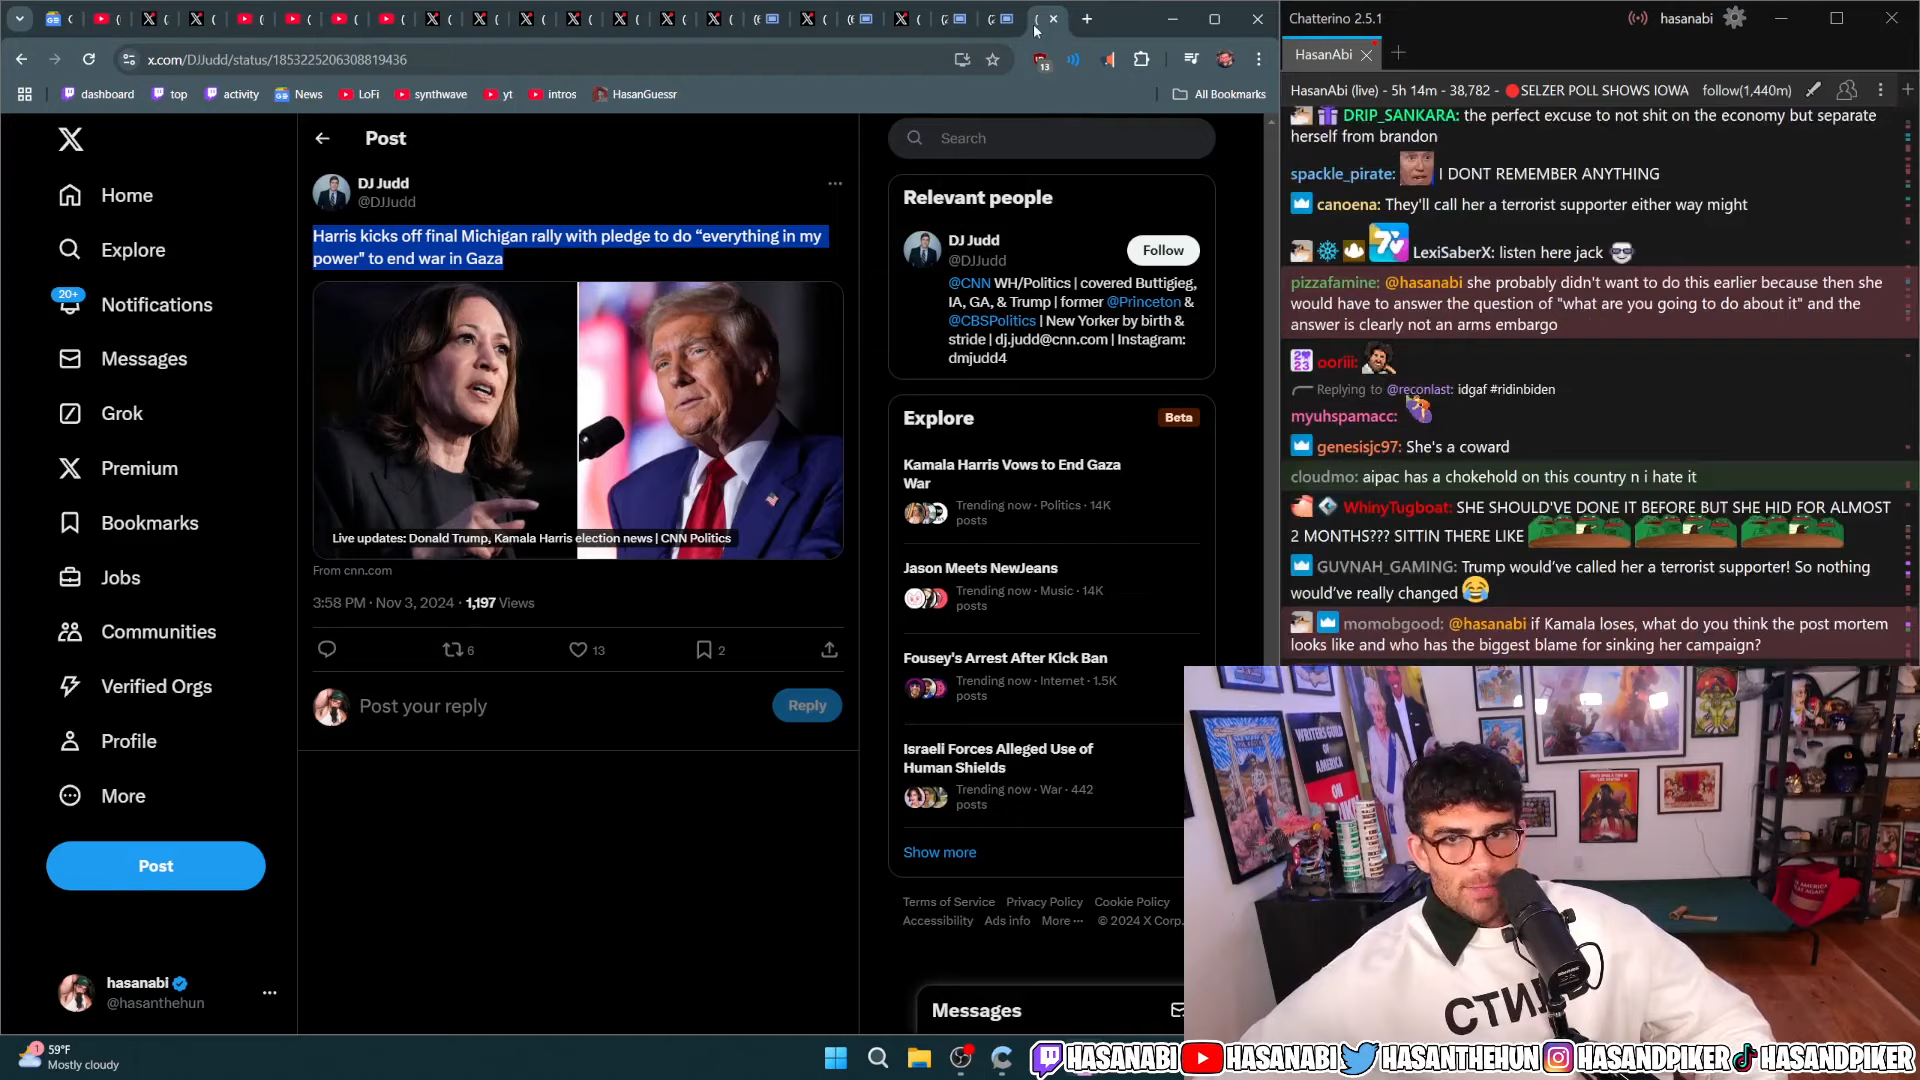 x.com/DJJudd/status/1853225206308819436
13
dashboard
top
activity
News
LoFi
synthwave
yt
intros
HasanGuessr
All Bookmarks
Home
Explore
20+
Notifications
Messages
Grok
Premium
Bookmarks
Jobs
Communities
Verified Orgs
Profile
More
Post
hasanabi
@hasanthehun
Post
DJ Judd
@DJJudd
Harris kicks off final Michigan rally with pledge to do “everything in my
power" to end war in Gaza
Live updates: Donald Trump, Kamala Harris election news | CNN Politics
From cnn.com
3:58 PM · Nov 3, 2024 · 1,197 Views
6
13
2
Post your reply
Reply
Search
Relevant people
DJ Judd
@DJJudd
Follow
@CNN WH/Politics | covered Buttigieg,
IA, GA, & Trump | former @Princeton &
@CBSPolitics | New Yorker by birth &
stride | dj.judd@cnn.com | Instagram:
dmjudd4
Explore
Beta
Kamala Harris Vows to End Gaza
War
Trending now · Politics · 14K
posts
Jason Meets NewJeans
Trending now · Music · 14K
posts
Fousey's Arrest After Kick Ban
Trending now · Internet · 1.5K
posts
Israeli Forces Alleged Use of
Human Shields
Trending now · War · 442
posts
Show more
Terms of Service Privacy Policy Cookie Policy
Accessibility Ads info More ··· © 2024 X Corp.
Messages
Chatterino 2.5.1
hasanabi
HasanAbi
HasanAbi (live) - 5h 14m - 38,782 - 🔴SELZER POLL SHOWS IOWA follow(1,440m)
DRIP_SANKARA: the perfect excuse to not shit on the economy but separate
herself from brandon
spackle_pirate: I DONT REMEMBER ANYTHING
canoena: They'll call her a terrorist supporter either way might
LexiSaberX: listen here jack
pizzafamine: @hasanabi she probably didn't want to do this earlier because then she
would have to answer the question of "what are you going to do about it" and the
answer is clearly not an arms embargo
ooriii:
Replying to @reconlast: idgaf #ridinbiden
myuhspamacc:
genesisjc97: She's a coward
cloudmo: aipac has a chokehold on this country n i hate it
WhinyTugboat: SHE SHOULD'VE DONE IT BEFORE BUT SHE HID FOR ALMOST
2 MONTHS??? SITTIN THERE LIKE
GUVNAH_GAMING: Trump would've called her a terrorist supporter! So nothing
would've really changed 😂
momobgood: @hasanabi if Kamala loses, what do you think the post mortem
looks like and who has the biggest blame for sinking her campaign?
WRITERS GUILD OF
AMERICA
ON
1
59°F
Mostly cloudy
HASANABI
HASANABI
HASANTHEHUN
HASANDPIKER
HASANDPIKER